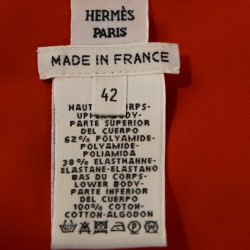 HERMÈS
PARIS
MADE IN FRANCE
42
HAUT CORPS-
UPPER BODY-
PARTE SUPERIOR
DEL CUERPO
62% POLYAMIDE-
POLYAMIDE-
POLIAMIDA
38% ELASTHANNE-
ELASTANE-ELASTANO
BAS DU CORPS-
LOWER BODY-
PARTE INFERIOR
DEL CUERPO
100% COTON-
COTTON-ALGODON